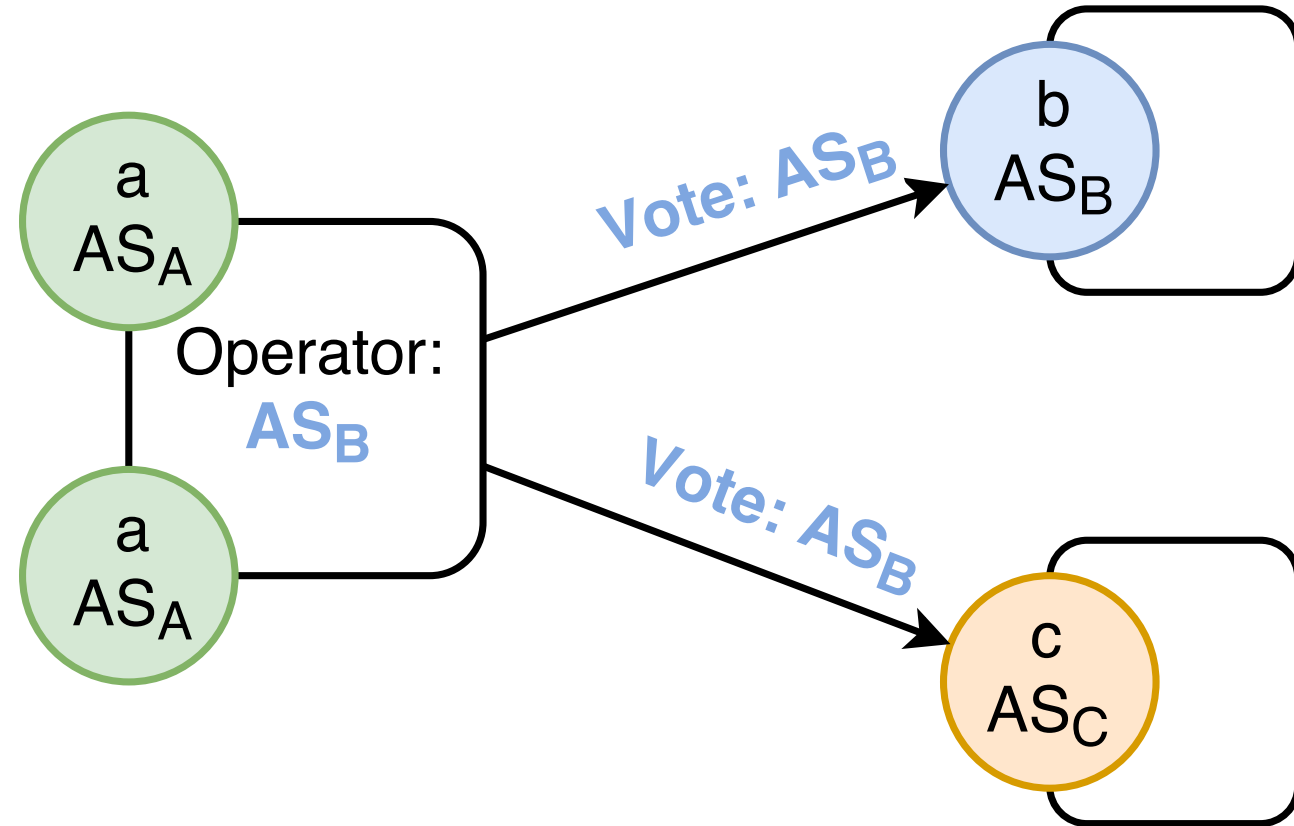 a
AS_A
Operator:
AS_B
a
AS_A
Vote: AS_B
Vote: AS_B
b
AS_B
c
AS_C